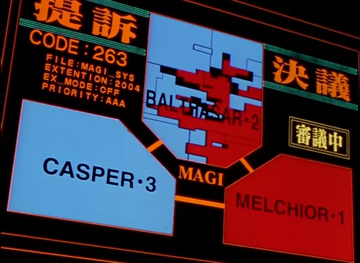 提訴
決議
CODE:263
FILE:MAGI_SYS
EXTENTION:2004
EX_MODE:OFF
PRIORITY:AAA
BALTHASAR•2
審議中
CASPER•3
MAGI
MELCHIOR•1